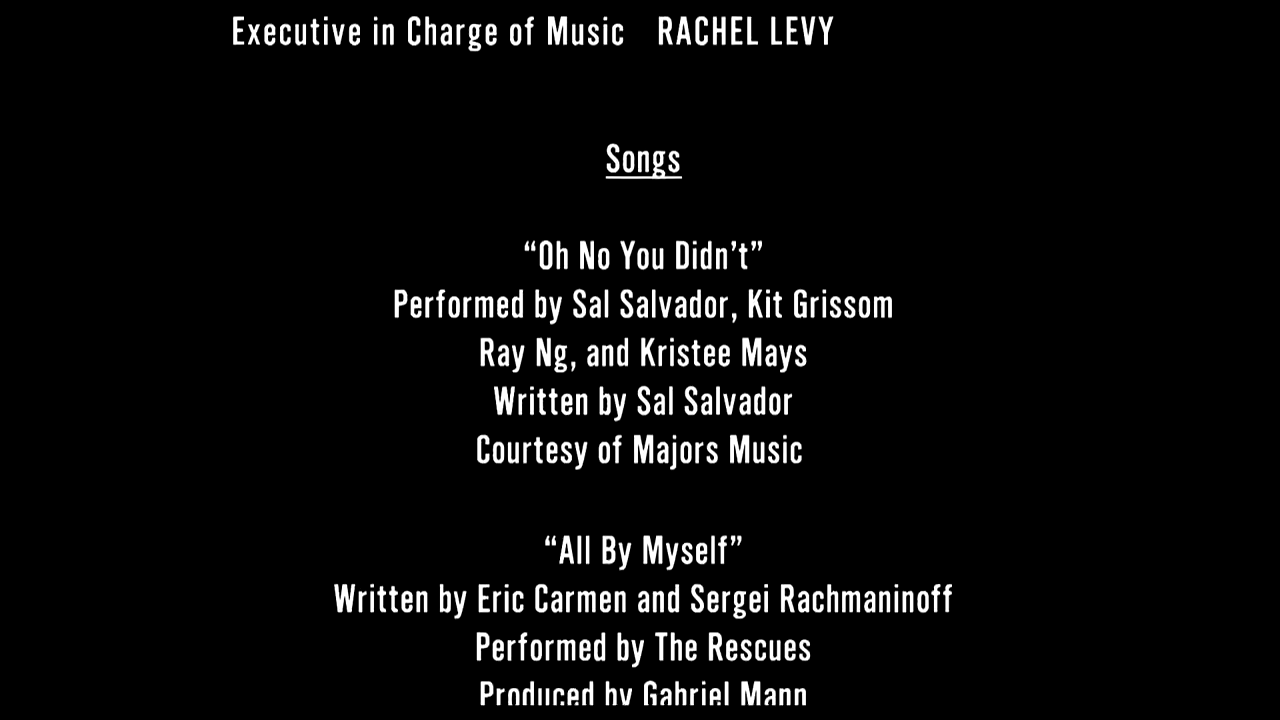 Executive in Charge of Music RACHEL LEVY
Songs
“Oh No You Didn’t”
Performed by Sal Salvador, Kit Grissom
Ray Ng, and Kristee Mays
Written by Sal Salvador
Courtesy of Majors Music
“All By Myself”
Written by Eric Carmen and Sergei Rachmaninoff
Performed by The Rescues
Produced by Gabriel Mann